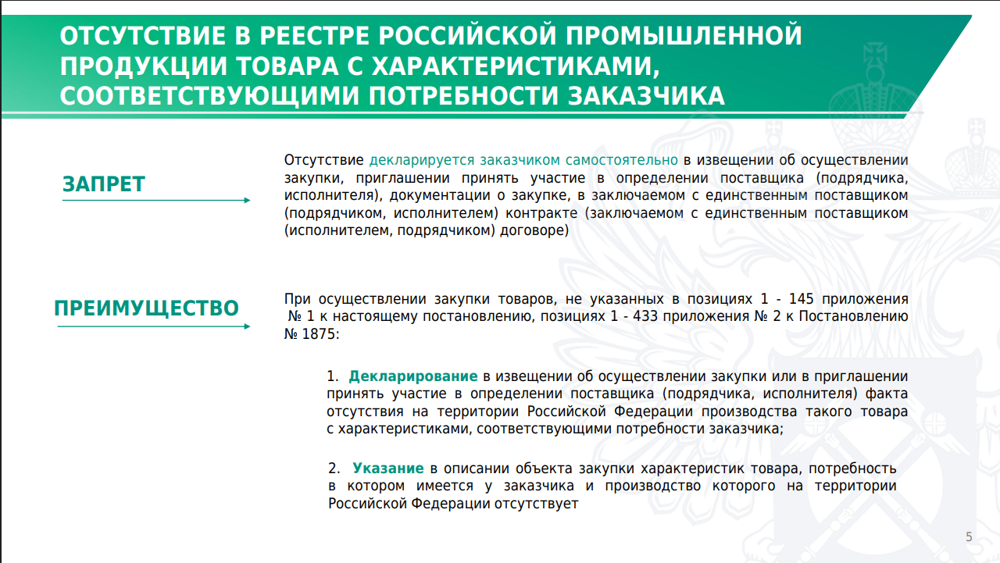 ОТСУТСТВИЕ В РЕЕСТРЕ РОССИЙСКОЙ ПРОМЫШЛЕННОЙ
ПРОДУКЦИИ ТОВАРА С ХАРАКТЕРИСТИКАМИ,
СООТВЕТСТВУЮЩИМИ ПОТРЕБНОСТИ ЗАКАЗЧИКА
ЗАПРЕТ
Отсутствие декларируется заказчиком самостоятельно в извещении об осуществлении
закупки, приглашении принять участие в определении поставщика (подрядчика,
исполнителя), документации о закупке, в заключаемом с единственным поставщиком
(подрядчиком, исполнителем) контракте (заключаемом с единственным поставщиком
(исполнителем, подрядчиком) договоре)
ПРЕИМУЩЕСТВО
При осуществлении закупки товаров, не указанных в позициях 1 - 145 приложения
№ 1 к настоящему постановлению, позициях 1 - 433 приложения № 2 к Постановлению
№ 1875:
1. Декларирование в извещении об осуществлении закупки или в приглашении
принять участие в определении поставщика (подрядчика, исполнителя) факта
отсутствия на территории Российской Федерации производства такого товара
с характеристиками, соответствующими потребности заказчика;
2. Указание в описании объекта закупки характеристик товара, потребность
в котором имеется у заказчика и производство которого на территории
Российской Федерации отсутствует
5